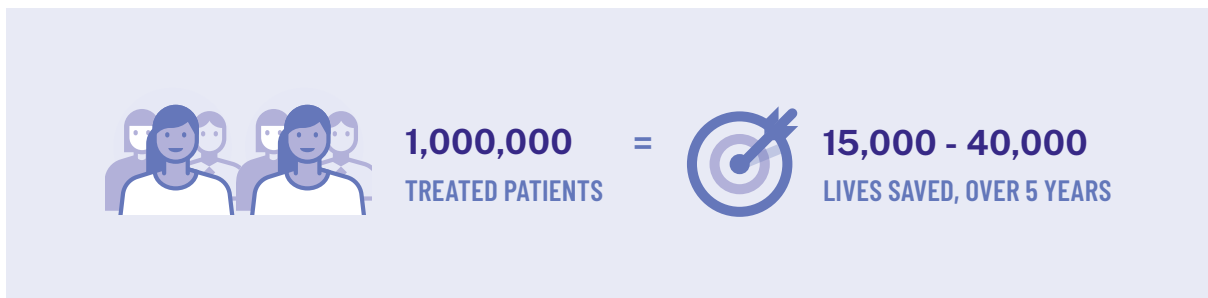 1,000,000
TREATED PATIENTS
=
15,000 - 40,000
LIVES SAVED, OVER 5 YEARS